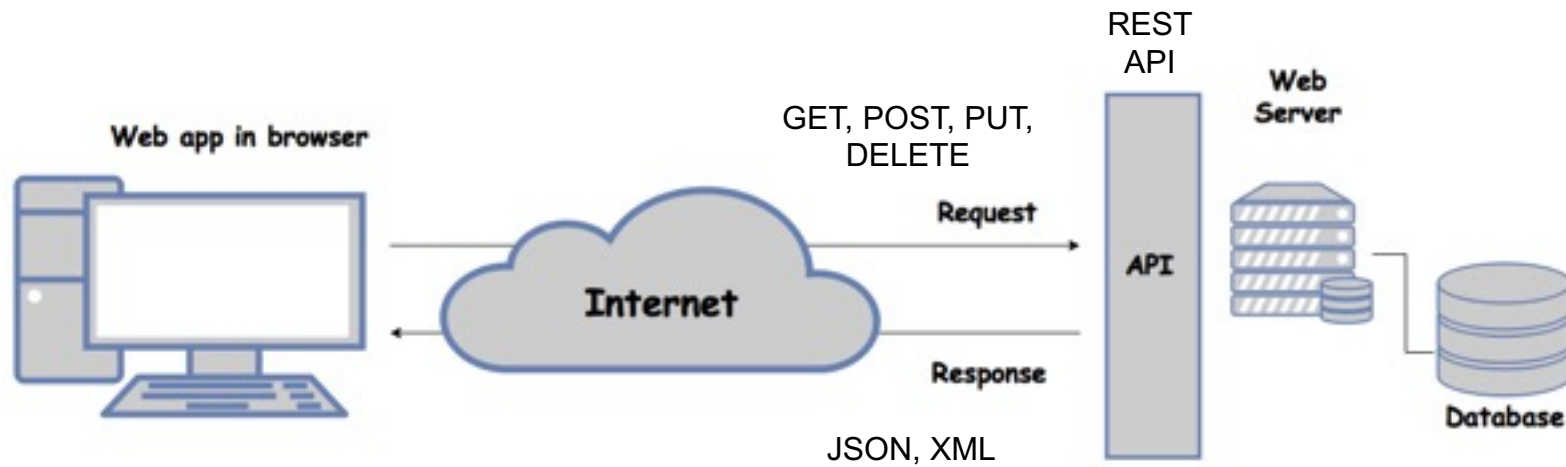 REST
API
Web
Server
GET, POST, PUT,
DELETE
Web app in browser
Request
API
Internet
Response
Database
JSON, XML